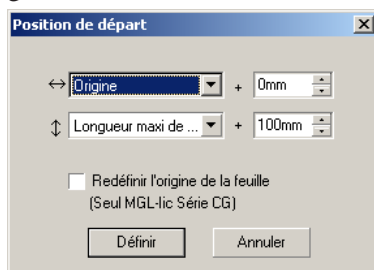 Position de départ
Origine + 0mm
Longueur maxi de ... + 100mm
Redéfinir l'origine de la feuille
(Seul MGL-IIc Série CG)
Définir Annuler